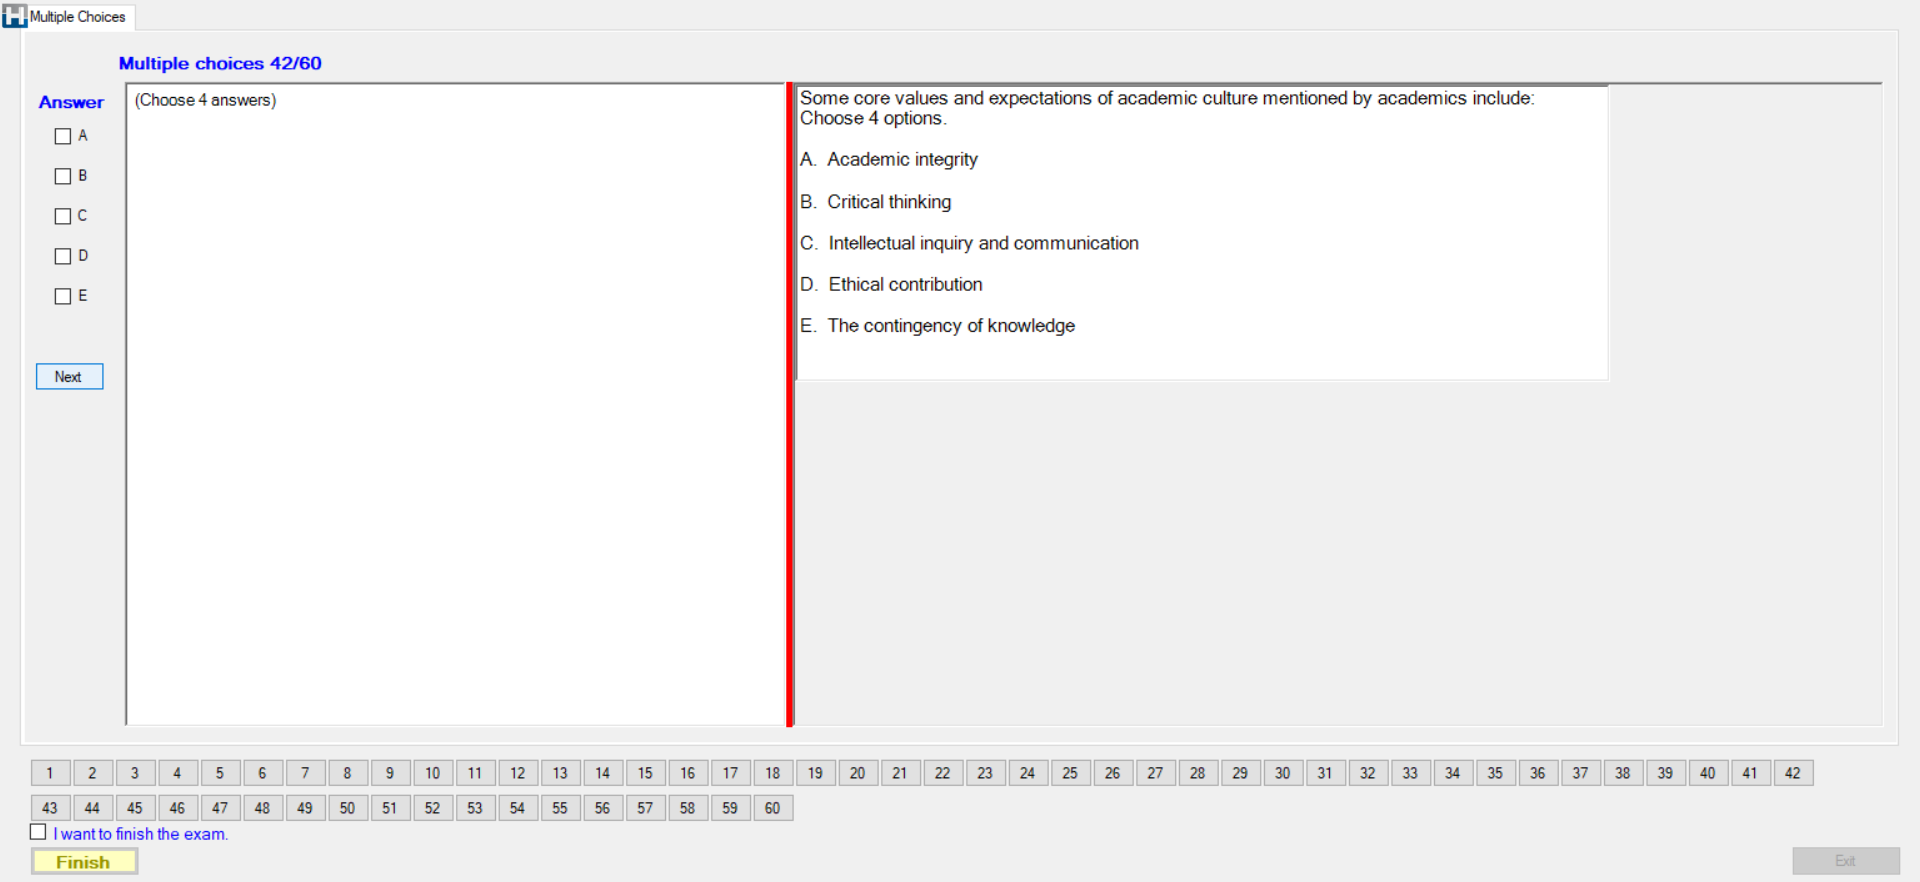 Multiple Choices
Multiple choices 42/60
Answer
(Choose 4 answers)
A
B
C
D
E
Next
Some core values and expectations of academic culture mentioned by academics include:
Choose 4 options.
A. Academic integrity
B. Critical thinking
C. Intellectual inquiry and communication
D. Ethical contribution
E. The contingency of knowledge
1 2 3 4 5 6 7 8 9 10 11 12 13 14 15 16 17 18 19 20 21 22 23 24 25 26 27 28 29 30 31 32 33 34 35 36 37 38 39 40 41 42
43 44 45 46 47 48 49 50 51 52 53 54 55 56 57 58 59 60
I want to finish the exam.
Finish
Exit